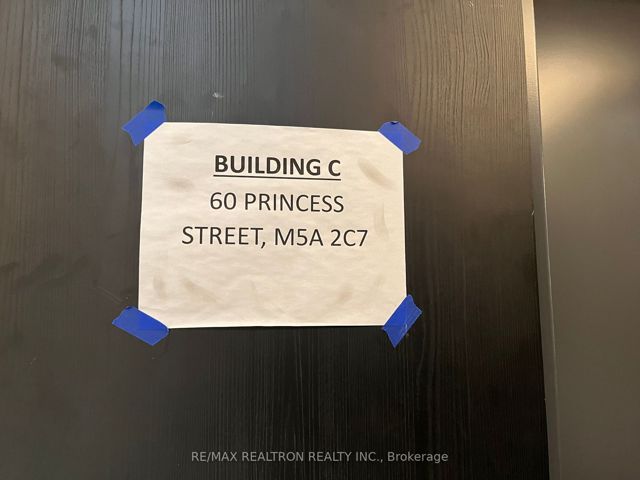 BUILDING C
60 PRINCESS
STREET, M5A 2C7
RE/MAX REALTRON REALTY INC., Brokerage